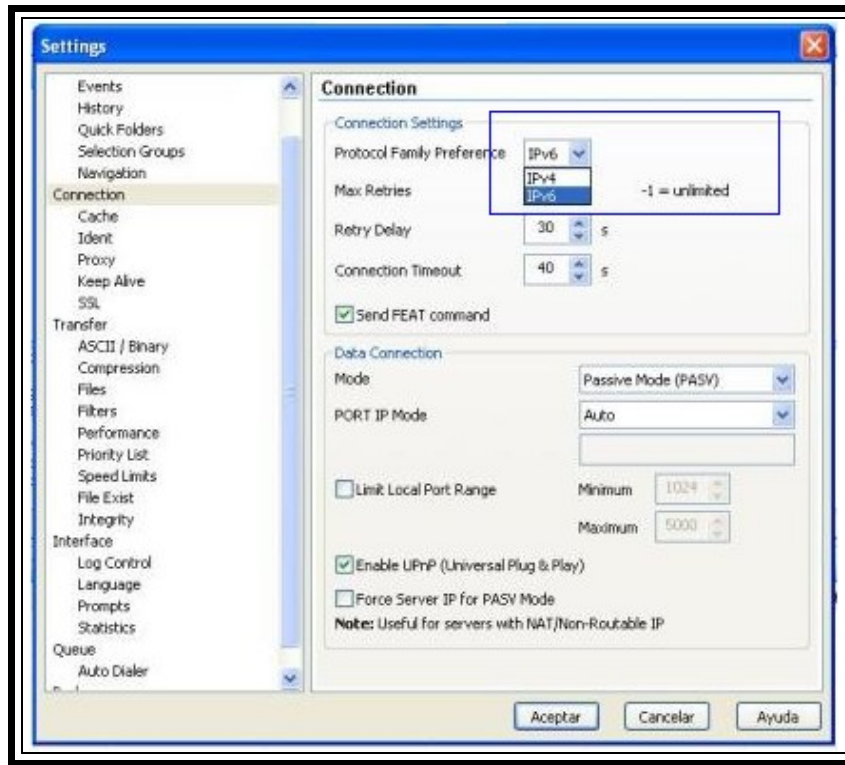 Settings
Events
History
Quick Folders
Selection Groups
Navigation
Connection
Cache
Ident
Proxy
Keep Alive
SSL
Transfer
ASCII / Binary
Compression
Files
Filters
Performance
Priority List
Speed Limits
File Exist
Integrity
Interface
Log Control
Language
Prompts
Statistics
Queue
Auto Dialer
Connection
Connection Settings
Protocol Family Preference IPv6
IPv4
IPv6
Max Retries -1 = unlimited
Retry Delay 30 s
Connection Timeout 40 s
Send FEAT command
Data Connection
Mode Passive Mode (PASV)
PORT IP Mode Auto
Limit Local Port Range Minimum 1024
Maximum 5000
Enable UPnP (Universal Plug & Play)
Force Server IP for PASV Mode
Note: Useful for servers with NAT/Non-Routable IP
Aceptar Cancelar Ayuda